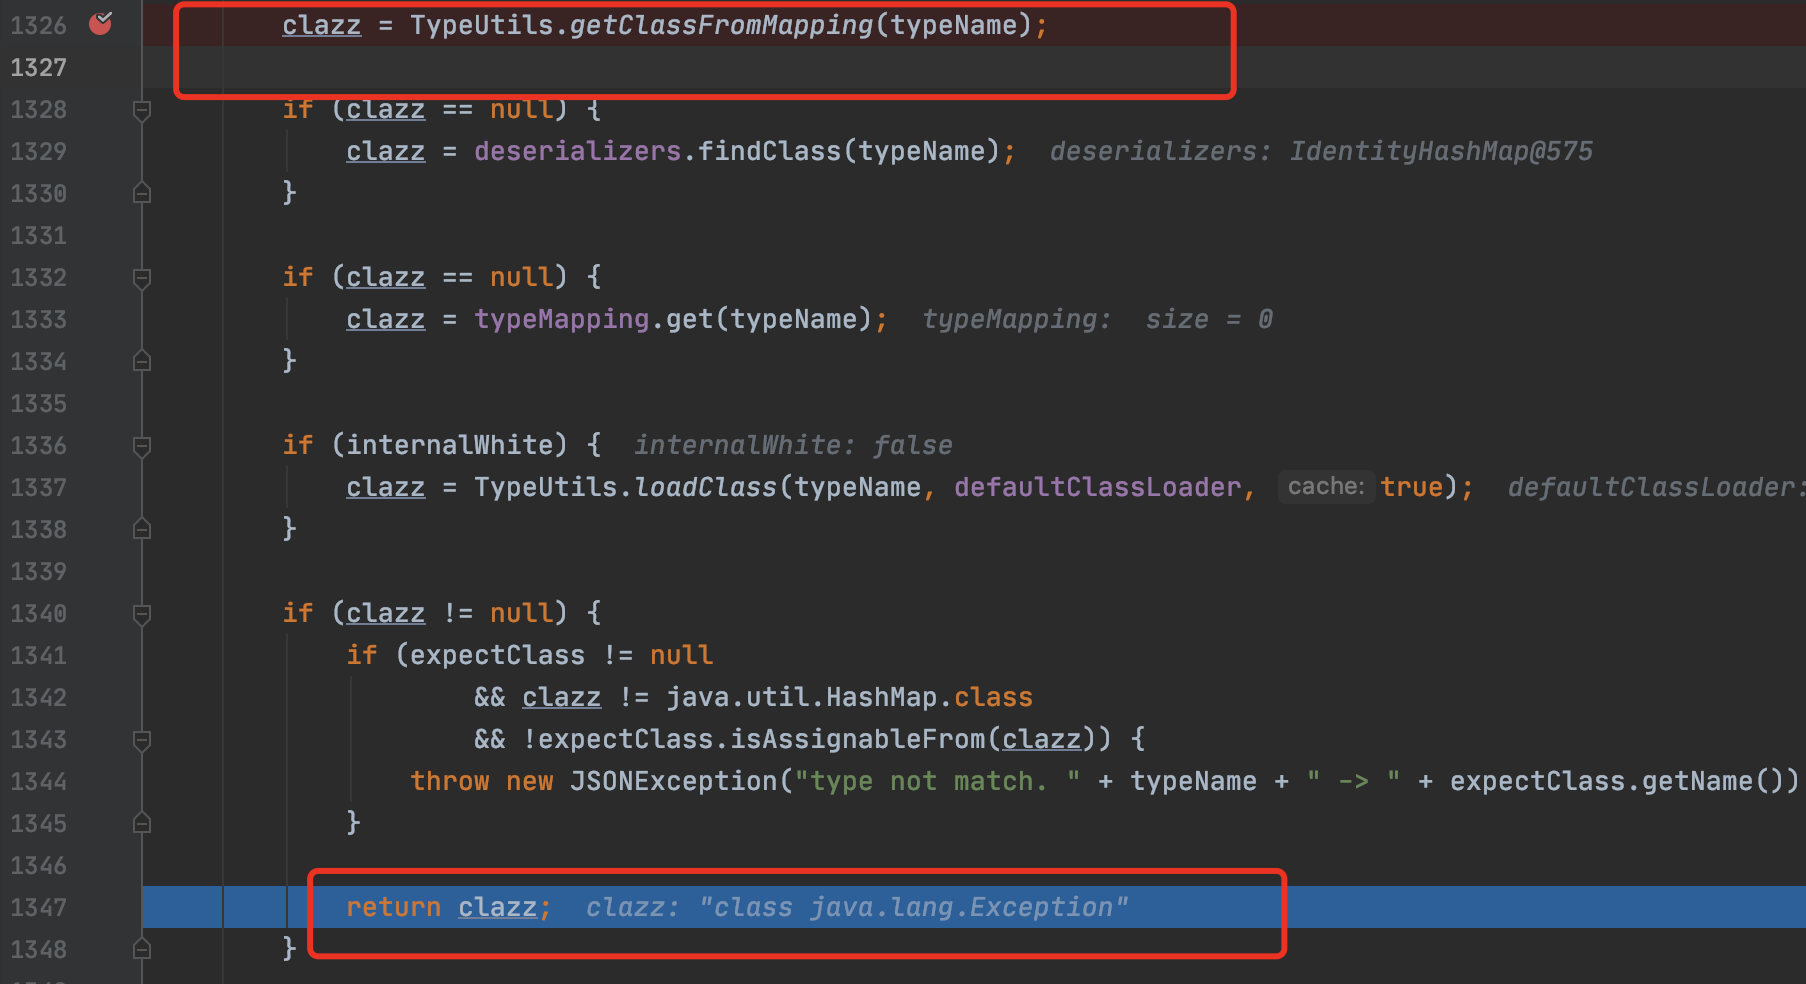 1326 clazz = TypeUtils.getClassFromMapping(typeName);
1327
1328 if (clazz == null) {
1329 clazz = deserializers.findClass(typeName); deserializers: IdentityHashMap@575
1330 }
1331
1332 if (clazz == null) {
1333 clazz = typeMapping.get(typeName); typeMapping: size = 0
1334 }
1335
1336 if (internalWhite) { internalWhite: false
1337 clazz = TypeUtils.loadClass(typeName, defaultClassLoader, cache: true); defaultClassLoader:
1338 }
1339
1340 if (clazz != null) {
1341 if (expectClass != null
1342 && clazz != java.util.HashMap.class
1343 && !expectClass.isAssignableFrom(clazz)) {
1344 throw new JSONException("type not match. " + typeName + " -> " + expectClass.getName())
1345 }
1346
1347 return clazz; clazz: "class java.lang.Exception"
1348 }